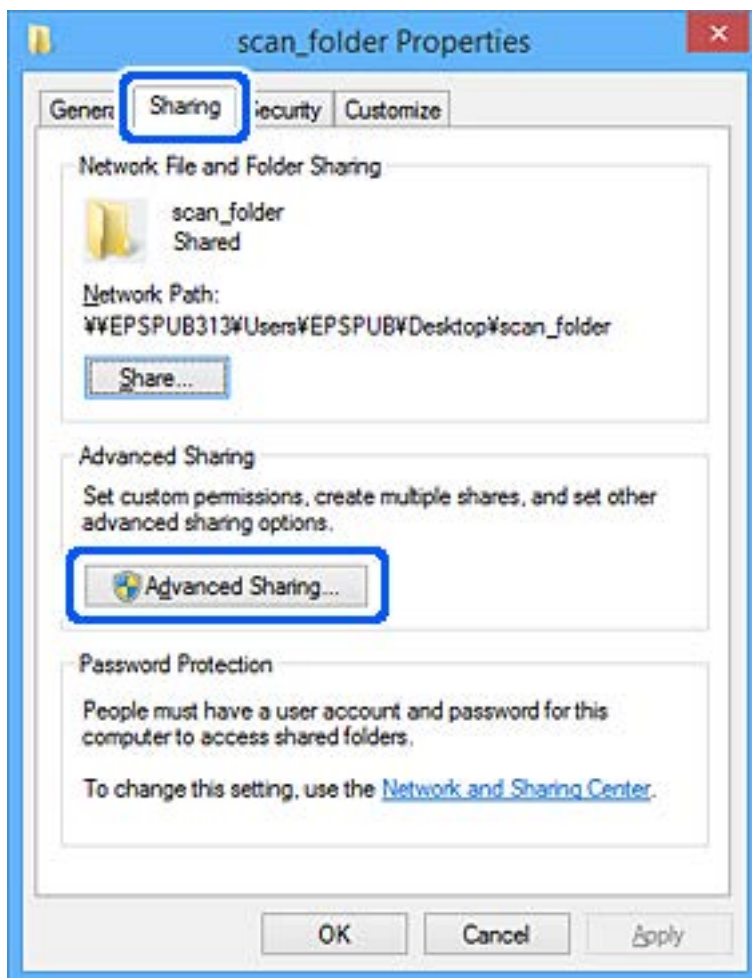 scan_folder Properties
General Sharing Security Customize
Network File and Folder Sharing
scan_folder
Shared
Network Path:
¥¥EPSPUB313¥Users¥EPSPUB¥Desktop¥scan_folder
Share...
Advanced Sharing
Set custom permissions, create multiple shares, and set other
advanced sharing options.
Advanced Sharing...
Password Protection
People must have a user account and password for this
computer to access shared folders.
To change this setting, use the Network and Sharing Center.
OK Cancel Apply